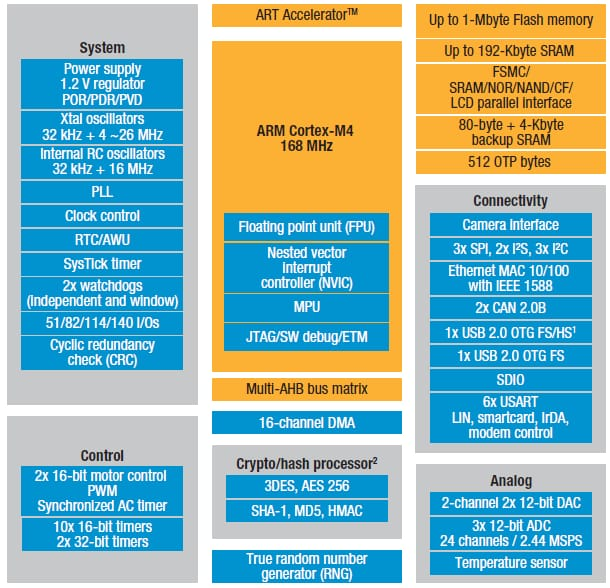 System
Power supply
1.2 V regulator
POR/PDR/PVD
Xtal oscillators
32 kHz + 4 ~26 MHz
Internal RC oscillators
32 kHz + 16 MHz
PLL
Clock control
RTC/AWU
SysTick timer
2x watchdogs
(independent and window)
51/82/114/140 I/Os
Cyclic redundancy
check (CRC)
Control
2x 16-bit motor control
PWM
Synchronized AC timer
10x 16-bit timers
2x 32-bit timers
ART Accelerator™
ARM Cortex-M4
168 MHz
Floating point unit (FPU)
Nested vector
interrupt
controller (NVIC)
MPU
JTAG/SW debug/ETM
Multi-AHB bus matrix
16-channel DMA
Crypto/hash processor²
3DES, AES 256
SHA-1, MD5, HMAC
True random number
generator (RNG)
Up to 1-Mbyte Flash memory
Up to 192-Kbyte SRAM
FSMC/
SRAM/NOR/NAND/CF/
LCD parallel interface
80-byte + 4-Kbyte
backup SRAM
512 OTP bytes
Connectivity
Camera interface
3x SPI, 2x I²S, 3x I²C
Ethernet MAC 10/100
with IEEE 1588
2x CAN 2.0B
1x USB 2.0 OTG FS/HS¹
1x USB 2.0 OTG FS
SDIO
6x USART
LIN, smartcard, IrDA,
modem control
Analog
2-channel 2x 12-bit DAC
3x 12-bit ADC
24 channels / 2.44 MSPS
Temperature sensor